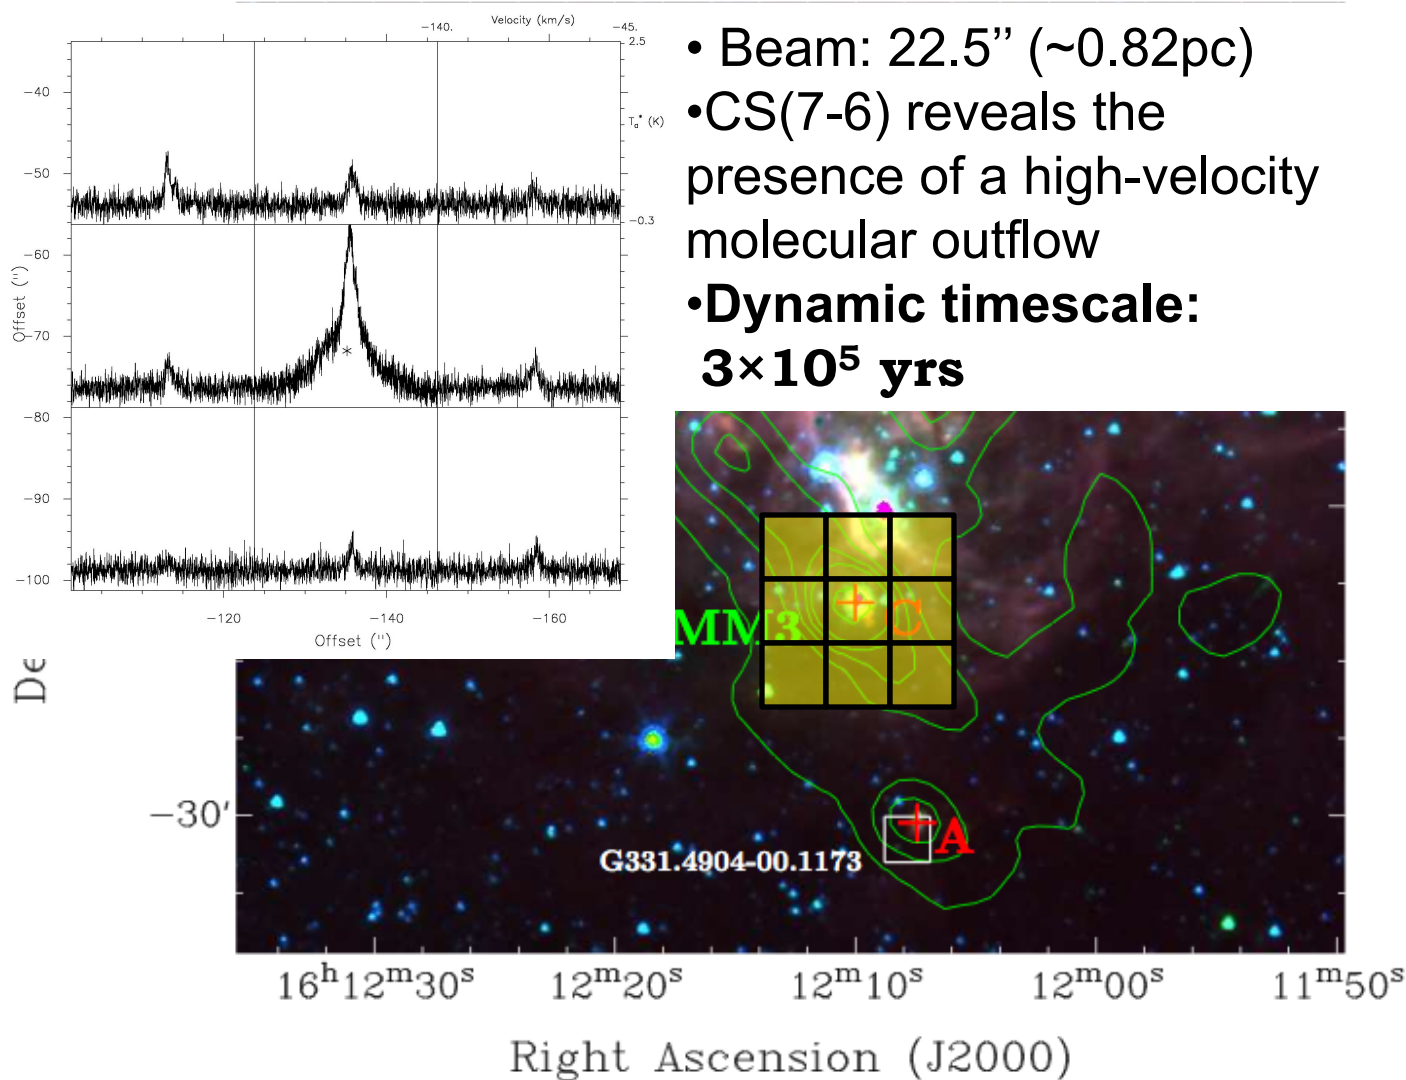 Velocity (km/s)
-140.
-45.
2.5
Ta* (K)
-0.3
-40
-50
-60
-70
-80
-90
-100
Offset ('')
-120
-140
-160
Offset ('')
• Beam: 22.5’’ (~0.82pc)
•CS(7-6) reveals the
presence of a high-velocity
molecular outflow
•Dynamic timescale:
3×10⁵ yrs
MM3
C
A
G331.4904-00.1173
De
-30'
16ʰ12ᵐ30ˢ
12ᵐ20ˢ
12ᵐ10ˢ
12ᵐ00ˢ
11ᵐ50ˢ
Right Ascension (J2000)